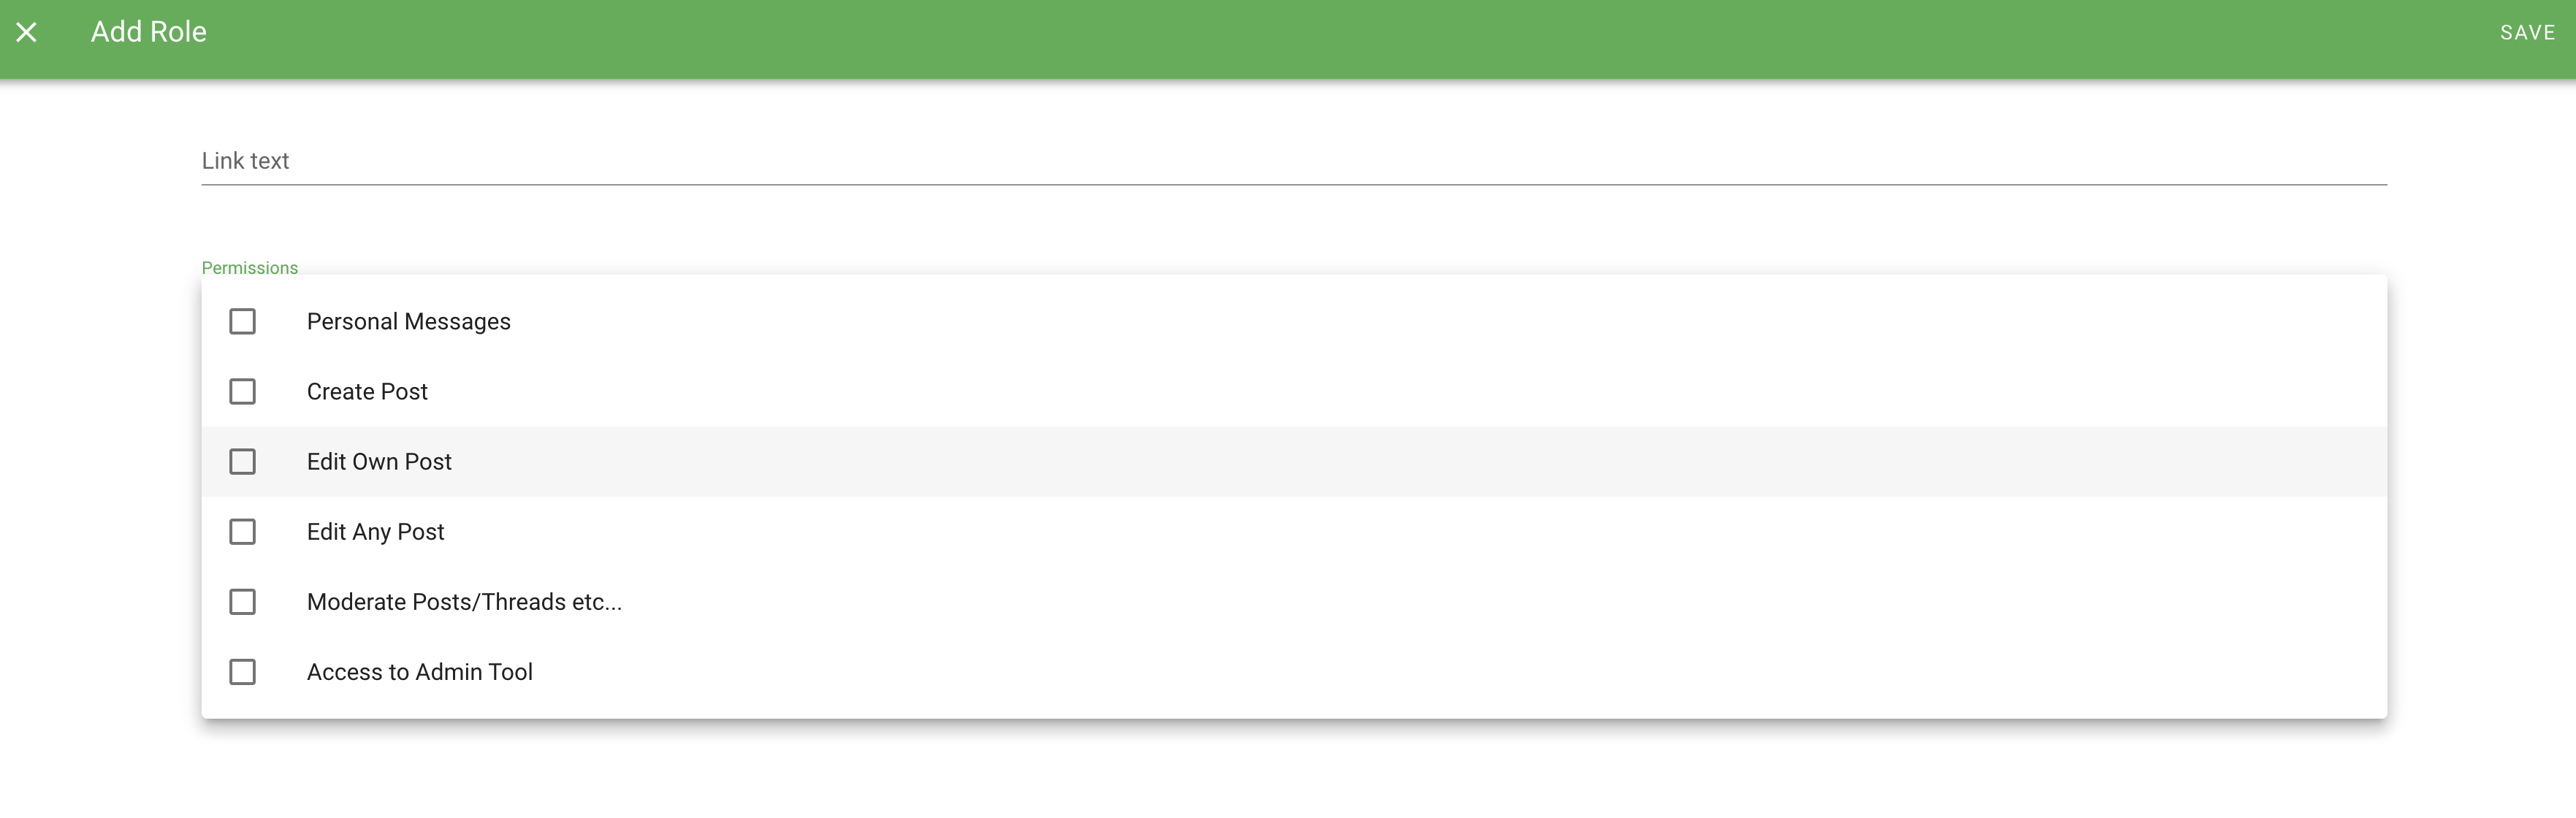 Add Role
SAVE
Link text
Permissions
Personal Messages
Create Post
Edit Own Post
Edit Any Post
Moderate Posts/Threads etc...
Access to Admin Tool